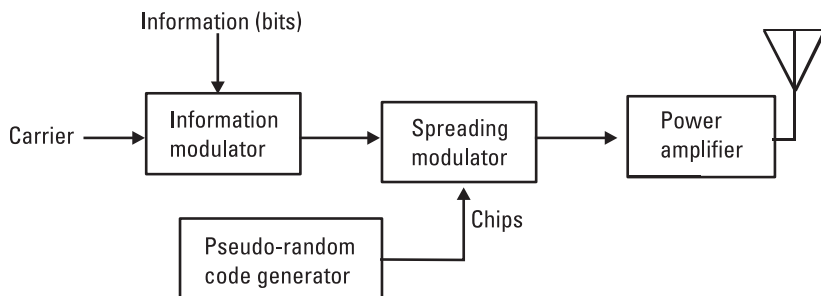 Information (bits)
Carrier
Information
modulator
Spreading
modulator
Power
amplifier
Chips
Pseudo-random
code generator